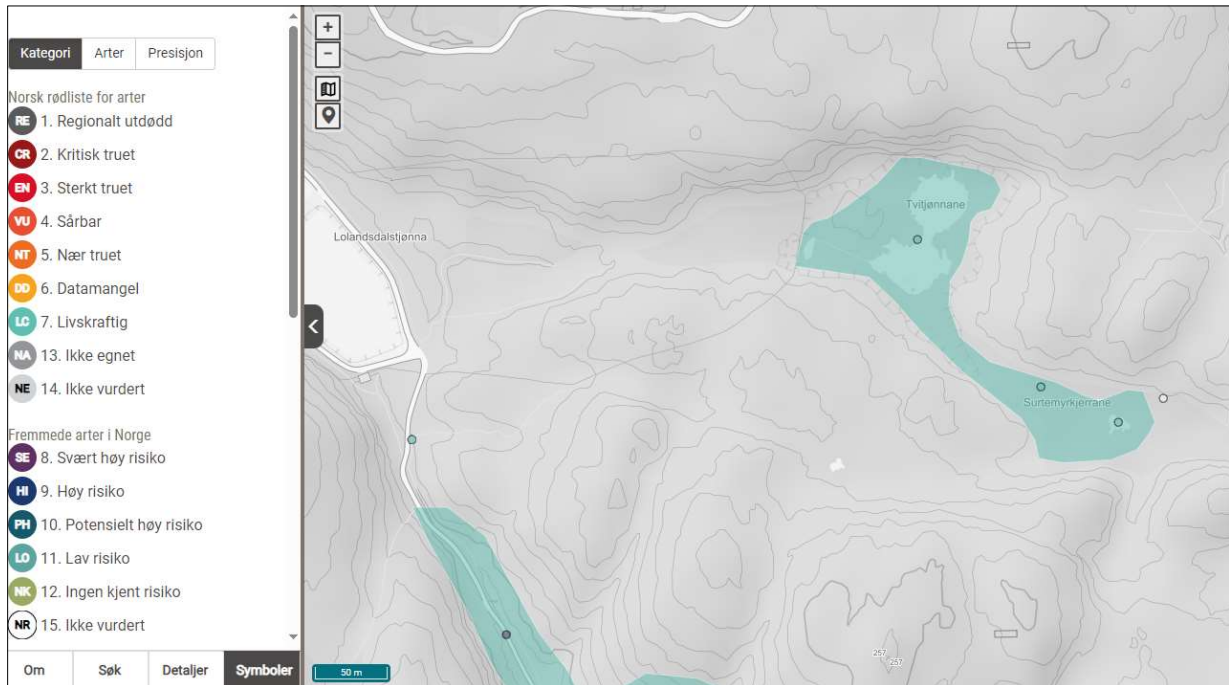 Kategori Arter Presisjon
Norsk rødliste for arter
RE 1. Regionalt utdødd
CR 2. Kritisk truet
EN 3. Sterkt truet
VU 4. Sårbar
NT 5. Nær truet
DD 6. Datamangel
LC 7. Livskraftig
NA 13. Ikke egnet
NE 14. Ikke vurdert
Fremmede arter i Norge
SE 8. Svært høy risiko
HI 9. Høy risiko
PH 10. Potensielt høy risiko
LO 11. Lav risiko
NK 12. Ingen kjent risiko
NR 15. Ikke vurdert
Om Søk Detaljer Symboler
+
−
Tvitjønnane
Lolandsdalstjønna
Surtemyrkjerrane
257
257
50 m